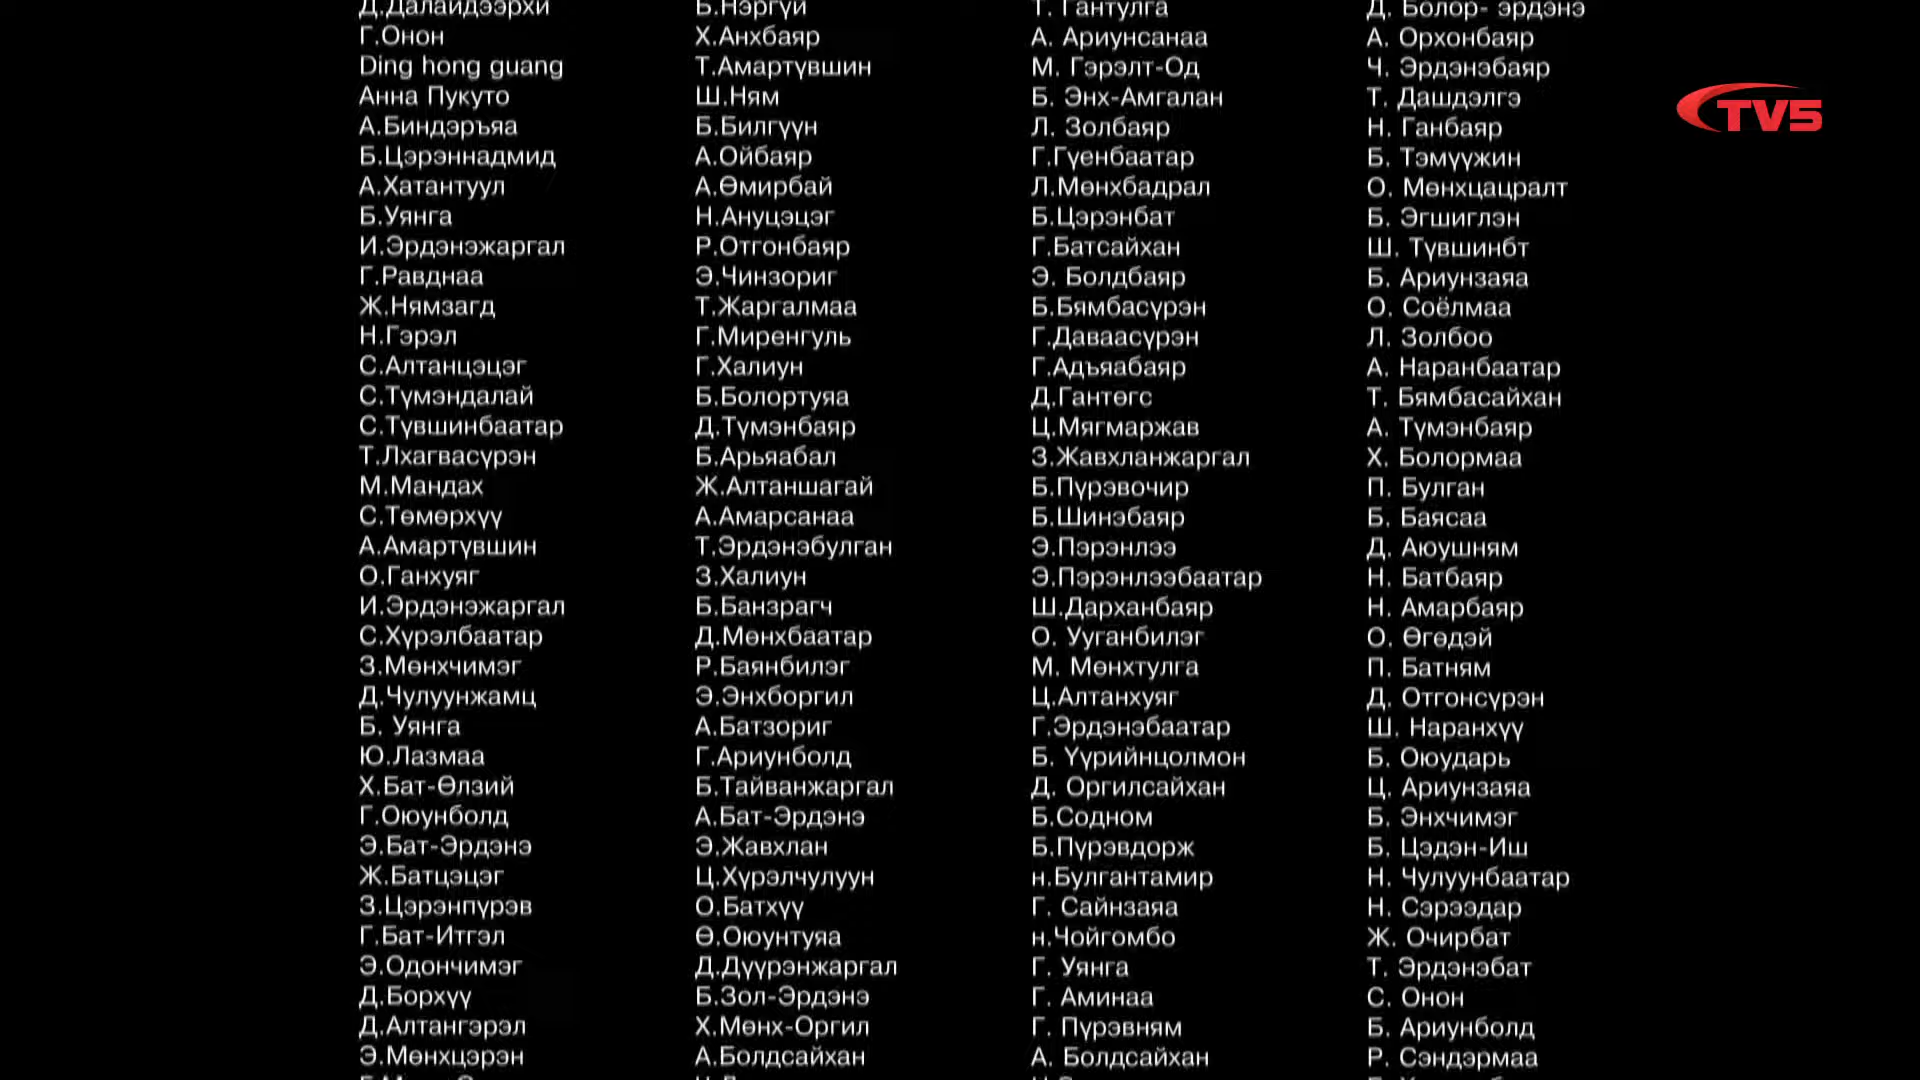 Д.Далайдээрхи
Г.Онон
Ding hong guang
Анна Пукуто
А.Биндэръяа
Б.Цэрэннадмид
А.Хатантуул
Б.Уянга
И.Эрдэнэжаргал
Г.Равднаа
Ж.Нямзагд
Н.Гэрэл
С.Алтанцэцэг
С.Түмэндалай
С.Түвшинбаатар
Т.Лхагвасүрэн
М.Мандах
С.Төмөрхүү
А.Амартүвшин
О.Ганхуяг
И.Эрдэнэжаргал
С.Хүрэлбаатар
З.Мөнхчимэг
Д.Чулуунжамц
Б. Уянга
Ю.Лазмаа
Х.Бат-Өлзий
Г.Оюунболд
Э.Бат-Эрдэнэ
Ж.Батцэцэг
З.Цэрэнпүрэв
Г.Бат-Итгэл
Э.Одончимэг
Д.Борхүү
Д.Алтангэрэл
Э.Мөнхцэрэн
Б.Нэргүй
Х.Анхбаяр
Т.Амартүвшин
Ш.Ням
Б.Билгүүн
А.Ойбаяр
А.Өмирбай
Н.Ануцэцэг
Р.Отгонбаяр
Э.Чинзориг
Т.Жаргалмаа
Г.Миренгуль
Г.Халиун
Б.Болортуяа
Д.Түмэнбаяр
Б.Арьяабал
Ж.Алтаншагай
А.Амарсанаа
Т.Эрдэнэбулган
З.Халиун
Б.Банзрагч
Д.Мөнхбаатар
Р.Баянбилэг
Э.Энхборгил
А.Батзориг
Г.Ариунболд
Б.Тайванжаргал
А.Бат-Эрдэнэ
Э.Жавхлан
Ц.Хүрэлчулуун
О.Батхүү
Ө.Оюунтуяа
Д.Дүүрэнжаргал
Б.Зол-Эрдэнэ
Х.Мөнх-Оргил
А.Болдсайхан
Т. Гантулга
А. Ариунсанаа
М. Гэрэлт-Од
Б. Энх-Амгалан
Л. Золбаяр
Г.Гүенбаатар
Л.Мөнхбадрал
Б.Цэрэнбат
Г.Батсайхан
Э. Болдбаяр
Б.Бямбасүрэн
Г.Даваасүрэн
Г.Адъяабаяр
Д.Гантөгс
Ц.Мягмаржав
З.Жавхланжаргал
Б.Пүрэвочир
Б.Шинэбаяр
Э.Пэрэнлээ
Э.Пэрэнлээбаатар
Ш.Дарханбаяр
О. Ууганбилэг
М. Мөнхтулга
Ц.Алтанхуяг
Г.Эрдэнэбаатар
Б. Үүрийнцолмон
Д. Оргилсайхан
Б.Содном
Б.Пүрэвдорж
н.Булгантамир
Г. Сайнзаяа
н.Чойгомбо
Г. Уянга
Г. Аминаа
Г. Пүрэвням
А. Болдсайхан
Д. Болор- эрдэнэ
А. Орхонбаяр
Ч. Эрдэнэбаяр
Т. Дашдэлгэ
Н. Ганбаяр
Б. Тэмүүжин
О. Мөнхцацралт
Б. Эгшиглэн
Ш. Түвшинбт
Б. Ариунзаяа
О. Соёлмаа
Л. Золбоо
А. Наранбаатар
Т. Бямбасайхан
А. Түмэнбаяр
Х. Болормаа
П. Булган
Б. Баясаа
Д. Аюушням
Н. Батбаяр
Н. Амарбаяр
О. Өгөдэй
П. Батням
Д. Отгонсүрэн
Ш. Наранхүү
Б. Оюударь
Ц. Ариунзаяа
Б. Энхчимэг
Б. Цэдэн-Иш
Н. Чулуунбаатар
Н. Сэрээдар
Ж. Очирбат
Т. Эрдэнэбат
С. Онон
Б. Ариунболд
Р. Сэндэрмаа
TV5